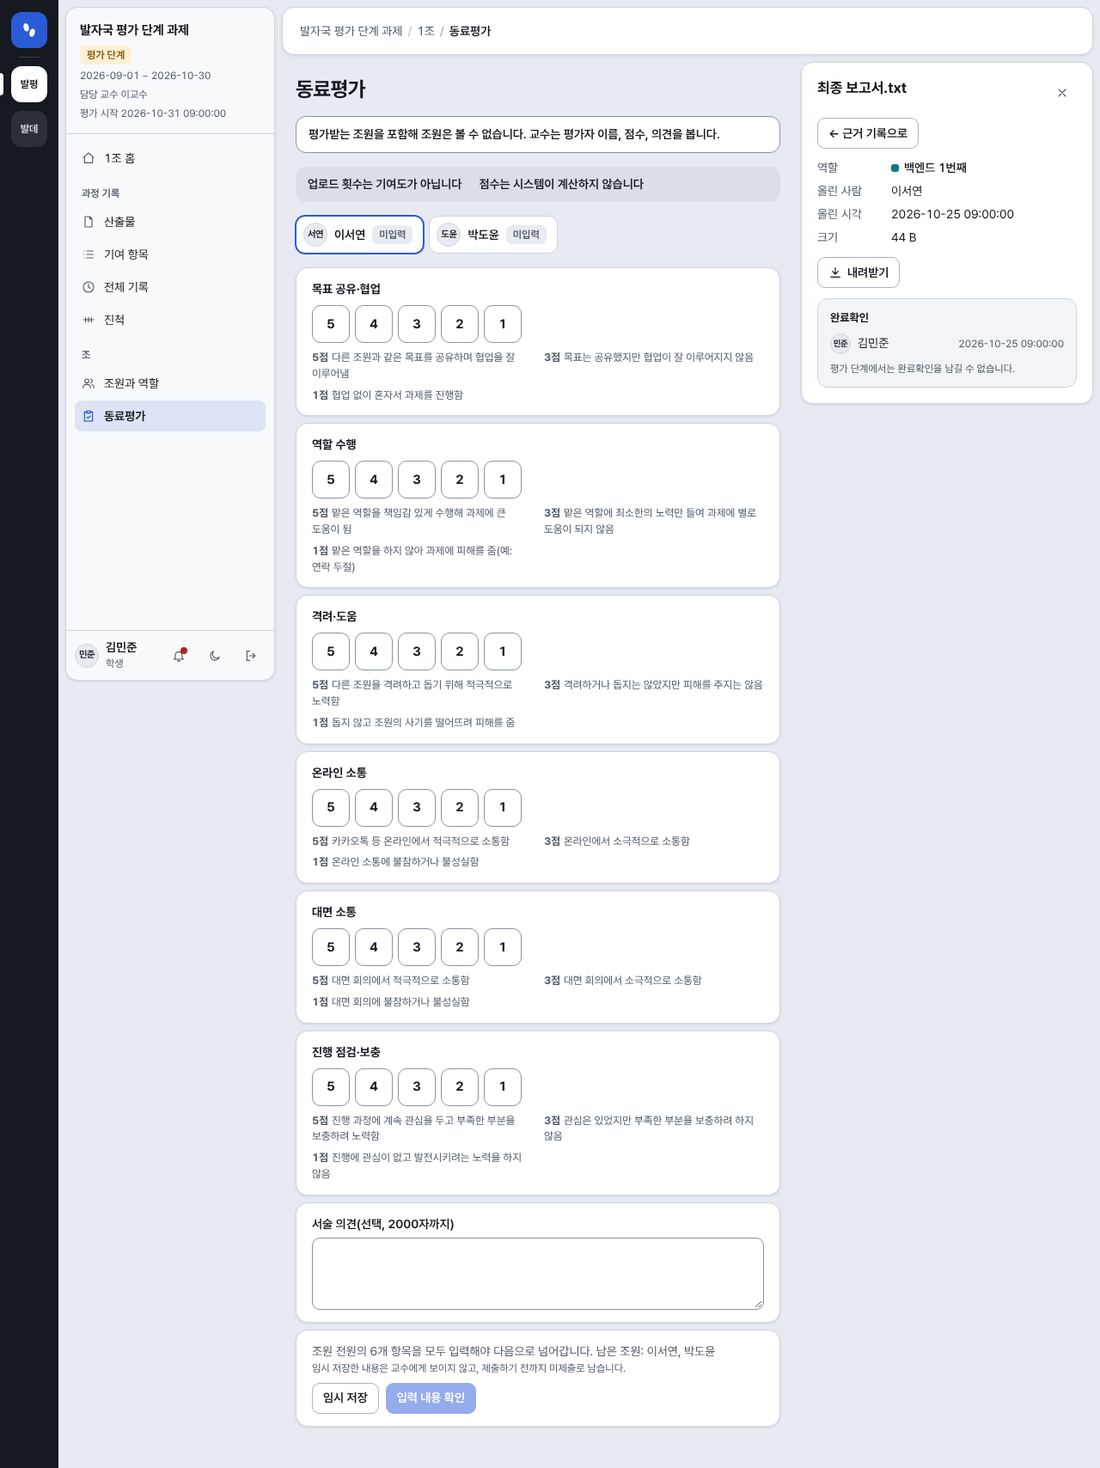 발평
발데
발자국 평가 단계 과제
평가 단계
2026-09-01 ~ 2026-10-30
담당 교수 이교수
평가 시작 2026-10-31 09:00:00
1조 홈
과정 기록
산출물
기여 항목
전체 기록
진척
조
조원과 역할
동료평가
민준
김민준
학생
발자국 평가 단계 과제 / 1조 / 동료평가
동료평가
평가받는 조원을 포함해 조원은 볼 수 없습니다. 교수는 평가자 이름, 점수, 의견을 봅니다.
업로드 횟수는 기여도가 아닙니다 점수는 시스템이 계산하지 않습니다
서연 이서연 미입력 도윤 박도윤 미입력
목표 공유·협업
5 4 3 2 1
5점 다른 조원과 같은 목표를 공유하며 협업을 잘
이루어냄
3점 목표는 공유했지만 협업이 잘 이루어지지 않음
1점 협업 없이 혼자서 과제를 진행함
역할 수행
5 4 3 2 1
5점 맡은 역할을 책임감 있게 수행해 과제에 큰
도움이 됨
3점 맡은 역할에 최소한의 노력만 들여 과제에 별로
도움이 되지 않음
1점 맡은 역할을 하지 않아 과제에 피해를 줌(예:
연락 두절)
격려·도움
5 4 3 2 1
5점 다른 조원을 격려하고 돕기 위해 적극적으로
노력함
3점 격려하거나 돕지는 않았지만 피해를 주지는 않음
1점 돕지 않고 조원의 사기를 떨어뜨려 피해를 줌
온라인 소통
5 4 3 2 1
5점 카카오톡 등 온라인에서 적극적으로 소통함
3점 온라인에서 소극적으로 소통함
1점 온라인 소통에 불참하거나 불성실함
대면 소통
5 4 3 2 1
5점 대면 회의에서 적극적으로 소통함
3점 대면 회의에서 소극적으로 소통함
1점 대면 회의에 불참하거나 불성실함
진행 점검·보충
5 4 3 2 1
5점 진행 과정에 계속 관심을 두고 부족한 부분을
보충하려 노력함
3점 관심은 있었지만 부족한 부분을 보충하려 하지
않음
1점 진행에 관심이 없고 발전시키려는 노력을 하지
않음
서술 의견(선택, 2000자까지)
조원 전원의 6개 항목을 모두 입력해야 다음으로 넘어갑니다. 남은 조원: 이서연, 박도윤
임시 저장한 내용은 교수에게 보이지 않고, 제출하기 전까지 미제출로 남습니다.
임시 저장 입력 내용 확인
최종 보고서.txt
← 근거 기록으로
역할 백엔드 1번째
올린 사람 이서연
올린 시각 2026-10-25 09:00:00
크기 44 B
내려받기
완료확인
민준 김민준 2026-10-25 09:00:00
평가 단계에서는 완료확인을 남길 수 없습니다.